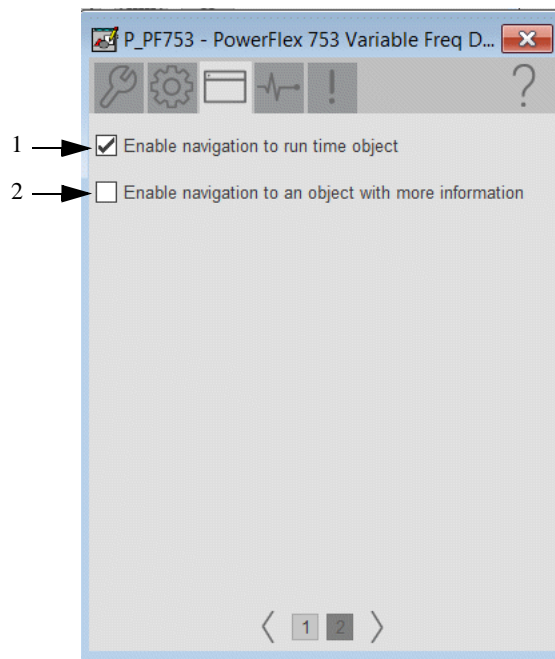 P_PF753 - PowerFlex 753 Variable Freq D...
?
1
Enable navigation to run time object
2
Enable navigation to an object with more information
1 2